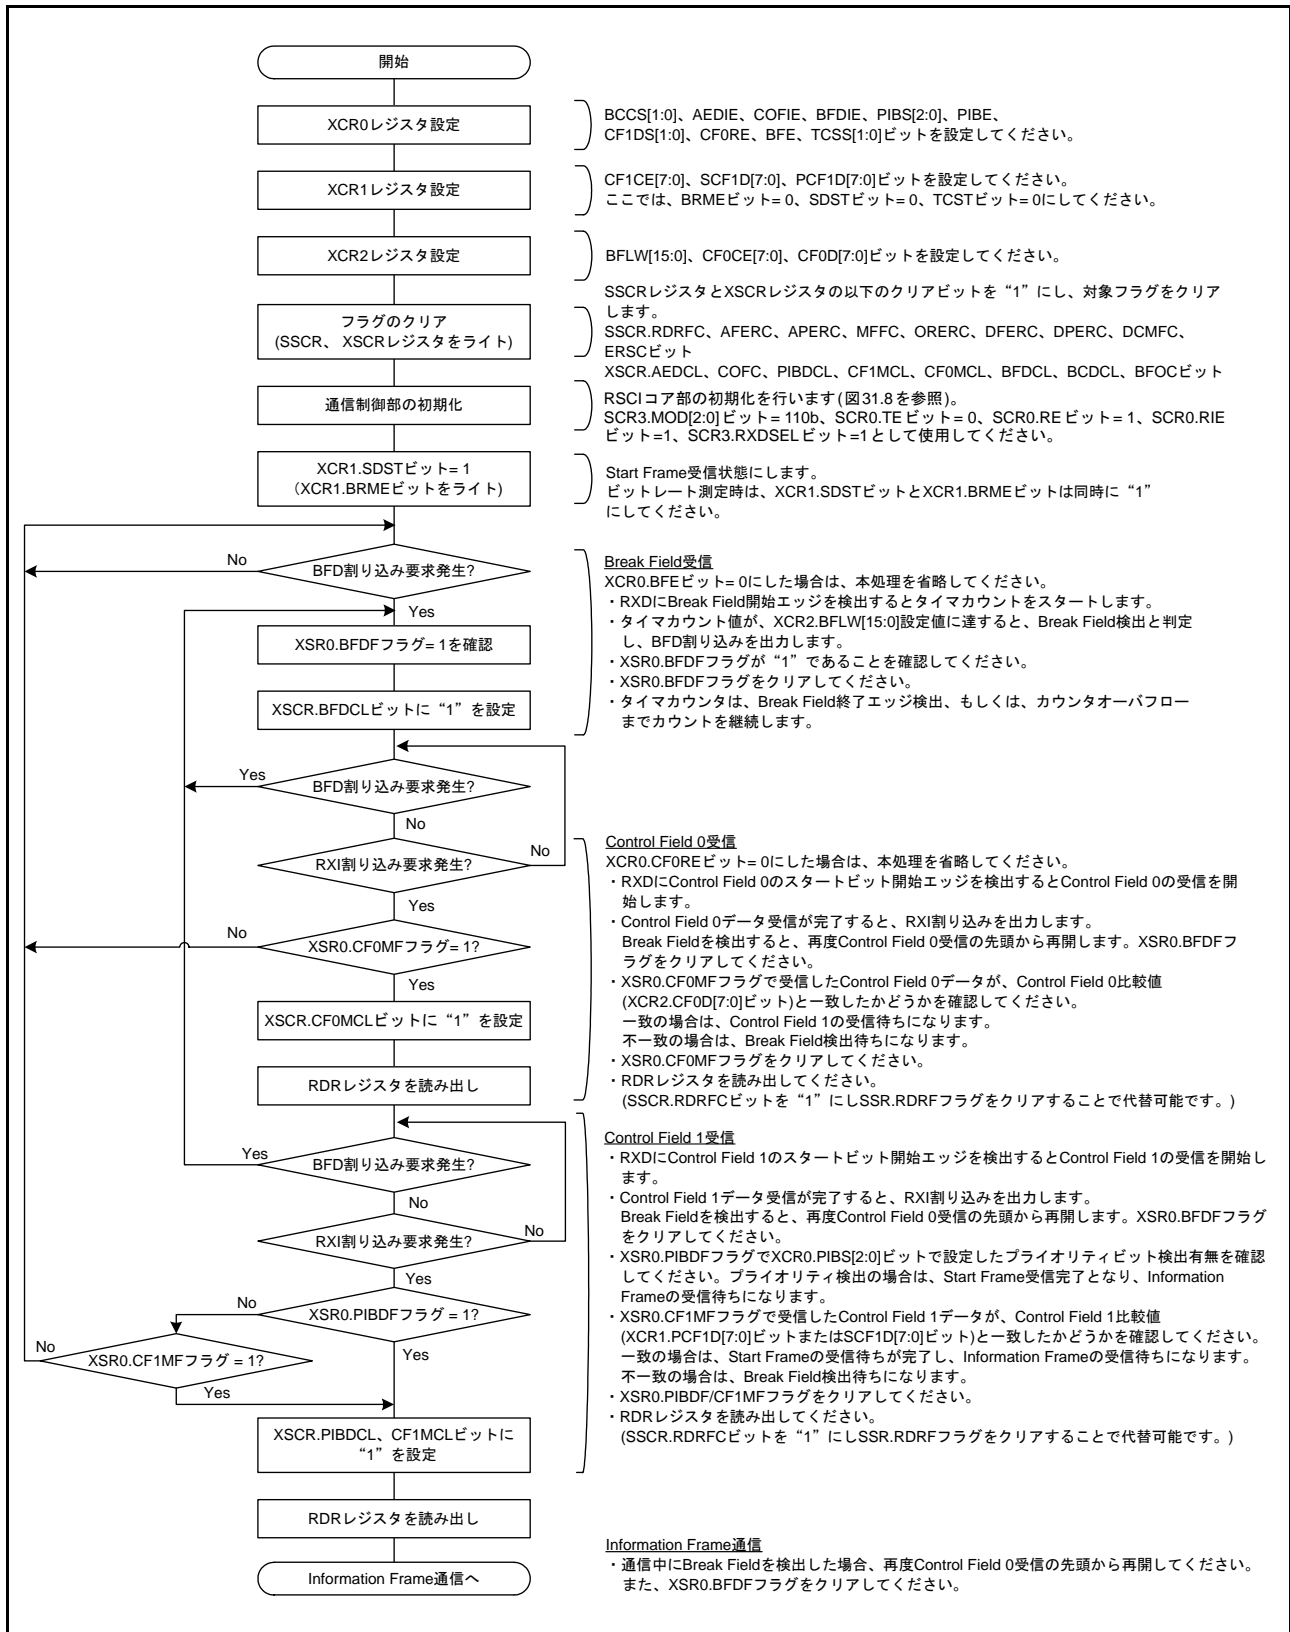 開始
XCR0レジスタ設定
BCCS[1:0]、AEDIE、COFIE、BFDIE、PIBS[2:0]、PIBE、
CF1DS[1:0]、CF0RE、BFE、TCSS[1:0]ビットを設定してください。
XCR1レジスタ設定
CF1CE[7:0]、SCF1D[7:0]、PCF1D[7:0]ビットを設定してください。
ここでは、BRMEビット= 0、SDSTビット= 0、TCSTビット= 0にしてください。
XCR2レジスタ設定
BFLW[15:0]、CF0CE[7:0]、CF0D[7:0]ビットを設定してください。
フラグのクリア
(SSCR、 XSCRレジスタをライト)
SSCRレジスタとXSCRレジスタの以下のクリアビットを“1”にし、対象フラグをクリア
します。
SSCR.RDRFC、AFERC、APERC、MFFC、ORERC、DFERC、DPERC、DCMFC、
ERSCビット
XSCR.AEDCL、COFC、PIBDCL、CF1MCL、CF0MCL、BFDCL、BCDCL、BFOCビット
通信制御部の初期化
RSCIコア部の初期化を行います(図31.8を参照)。
SCR3.MOD[2:0]ビット= 110b、SCR0.TEビット= 0、SCR0.REビット= 1、SCR0.RIE
ビット=1、SCR3.RXDSELビット=1として使用してください。
XCR1.SDSTビット= 1
（XCR1.BRMEビットをライト)
Start Frame受信状態にします。
ビットレート測定時は、XCR1.SDSTビットとXCR1.BRMEビットは同時に“1”
にしてください。
No
BFD割り込み要求発生?
Yes
XSR0.BFDFフラグ= 1を確認
XSCR.BFDCLビットに“1”を設定
Break Field受信
XCR0.BFEビット= 0にした場合は、本処理を省略してください。
・RXDにBreak Field開始エッジを検出するとタイマカウントをスタートします。
・タイマカウント値が、XCR2.BFLW[15:0]設定値に達すると、Break Field検出と判定
し、BFD割り込みを出力します。
・XSR0.BFDFフラグが“1”であることを確認してください。
・XSR0.BFDFフラグをクリアしてください。
・タイマカウンタは、Break Field終了エッジ検出、もしくは、カウンタオーバフロー
までカウントを継続します。
Yes
BFD割り込み要求発生?
No
RXI割り込み要求発生?
No
Yes
No
XSR0.CF0MFフラグ= 1?
Yes
XSCR.CF0MCLビットに“1”を設定
RDRレジスタを読み出し
Control Field 0受信
XCR0.CF0REビット= 0にした場合は、本処理を省略してください。
・RXDにControl Field 0のスタートビット開始エッジを検出するとControl Field 0の受信を開
始します。
・Control Field 0データ受信が完了すると、RXI割り込みを出力します。
Break Fieldを検出すると、再度Control Field 0受信の先頭から再開します。XSR0.BFDFフ
ラグをクリアしてください。
・XSR0.CF0MFフラグで受信したControl Field 0データが、Control Field 0比較値
(XCR2.CF0D[7:0]ビット)と一致したかどうかを確認してください。
一致の場合は、Control Field 1の受信待ちになります。
不一致の場合は、Break Field検出待ちになります。
・XSR0.CF0MFフラグをクリアしてください。
・RDRレジスタを読み出してください。
(SSCR.RDRFCビットを“1”にしSSR.RDRFフラグをクリアすることで代替可能です。)
Yes
BFD割り込み要求発生?
No
RXI割り込み要求発生?
No
Yes
No
XSR0.PIBDFフラグ = 1?
Yes
No
XSR0.CF1MFフラグ = 1?
Yes
XSCR.PIBDCL、CF1MCLビットに
“1”を設定
RDRレジスタを読み出し
Control Field 1受信
・RXDにControl Field 1のスタートビット開始エッジを検出するとControl Field 1の受信を開始し
ます。
・Control Field 1データ受信が完了すると、RXI割り込みを出力します。
Break Fieldを検出すると、再度Control Field 0受信の先頭から再開します。XSR0.BFDFフラグ
をクリアしてください。
・XSR0.PIBDFフラグでXCR0.PIBS[2:0]ビットで設定したプライオリティビット検出有無を確認
してください。プライオリティ検出の場合は、Start Frame受信完了となり、Information
Frameの受信待ちになります。
・XSR0.CF1MFフラグで受信したControl Field 1データが、Control Field 1比較値
(XCR1.PCF1D[7:0]ビットまたはSCF1D[7:0]ビット)と一致したかどうかを確認してください。
一致の場合は、Start Frameの受信待ちが完了し、Information Frameの受信待ちになります。
不一致の場合は、Break Field検出待ちになります。
・XSR0.PIBDF/CF1MFフラグをクリアしてください。
・RDRレジスタを読み出してください。
(SSCR.RDRFCビットを“1”にしSSR.RDRFフラグをクリアすることで代替可能です。)
Information Frame通信へ
Information Frame通信
・通信中にBreak Fieldを検出した場合、再度Control Field 0受信の先頭から再開してください。
また、XSR0.BFDFフラグをクリアしてください。